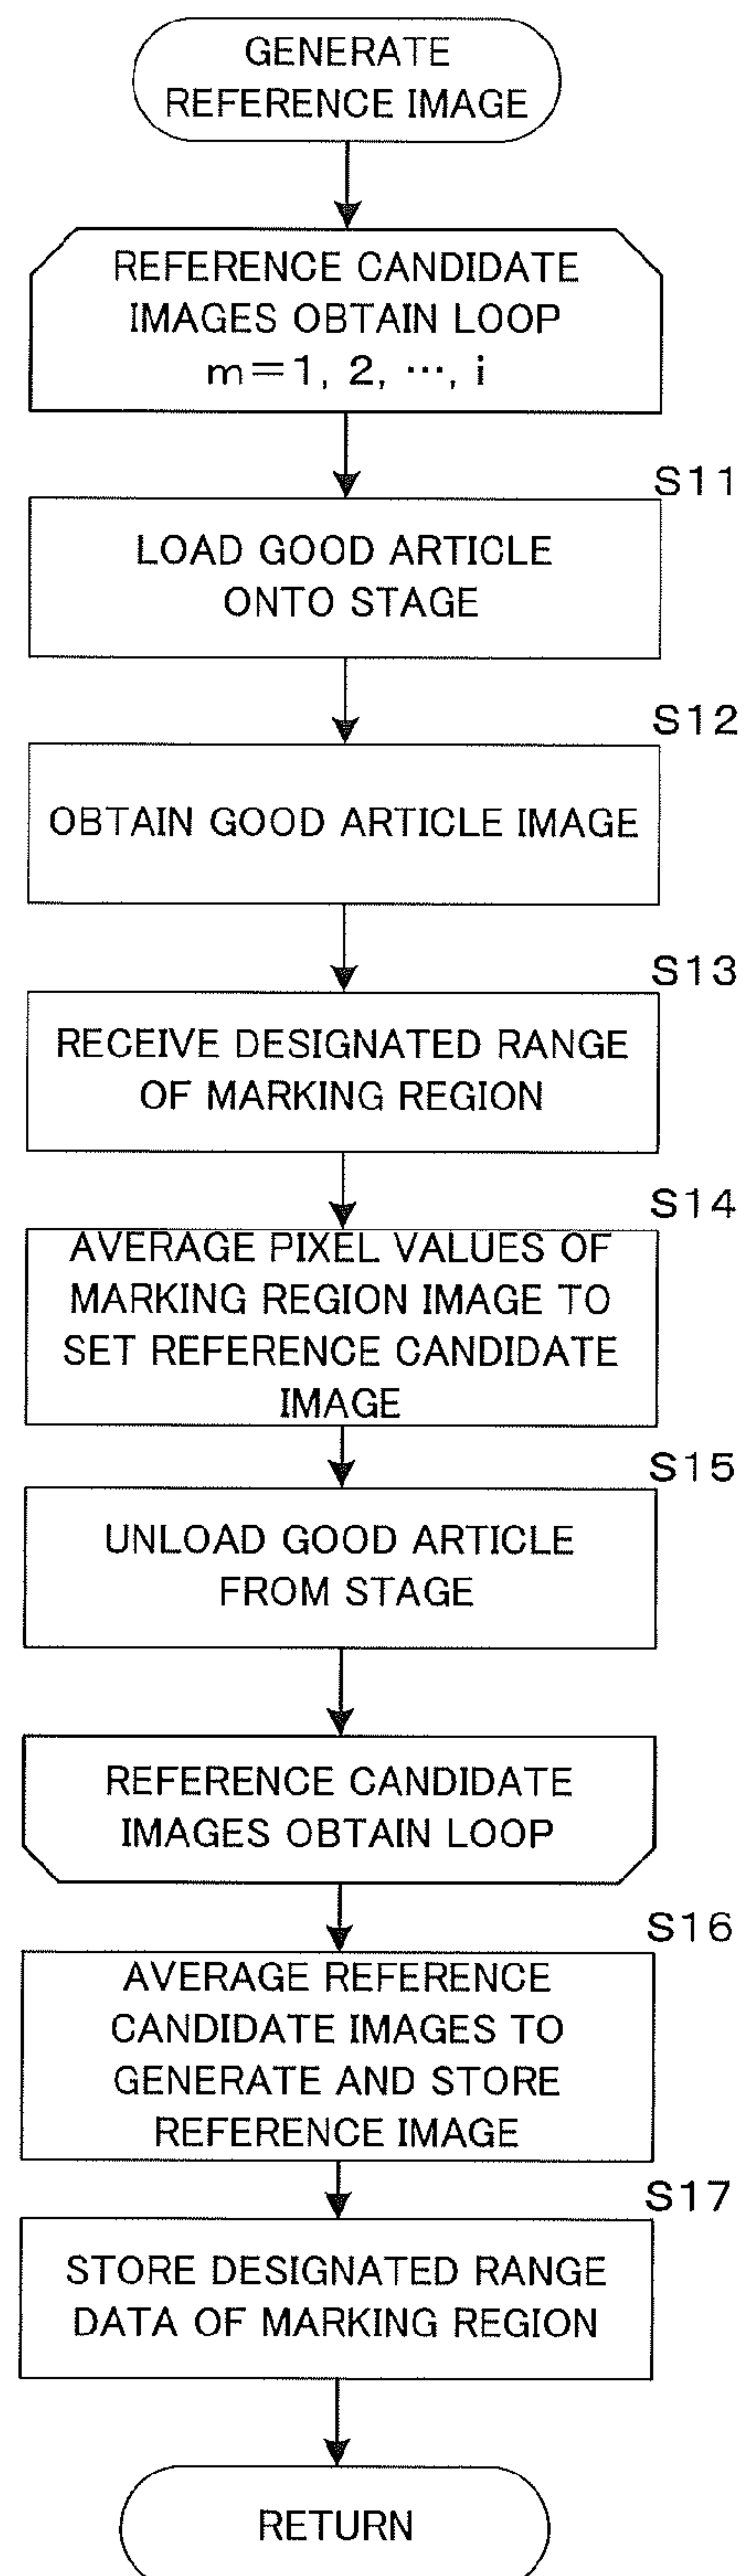 GENERATE
REFERENCE IMAGE
REFERENCE CANDIDATE
IMAGES OBTAIN LOOP
m=1, 2, …, i
S11
LOAD GOOD ARTICLE
ONTO STAGE
S12
OBTAIN GOOD ARTICLE IMAGE
S13
RECEIVE DESIGNATED RANGE
OF MARKING REGION
S14
AVERAGE PIXEL VALUES OF
MARKING REGION IMAGE TO
SET REFERENCE CANDIDATE
IMAGE
S15
UNLOAD GOOD ARTICLE
FROM STAGE
REFERENCE CANDIDATE
IMAGES OBTAIN LOOP
S16
AVERAGE REFERENCE
CANDIDATE IMAGES TO
GENERATE AND STORE
REFERENCE IMAGE
S17
STORE DESIGNATED RANGE
DATA OF MARKING REGION
RETURN